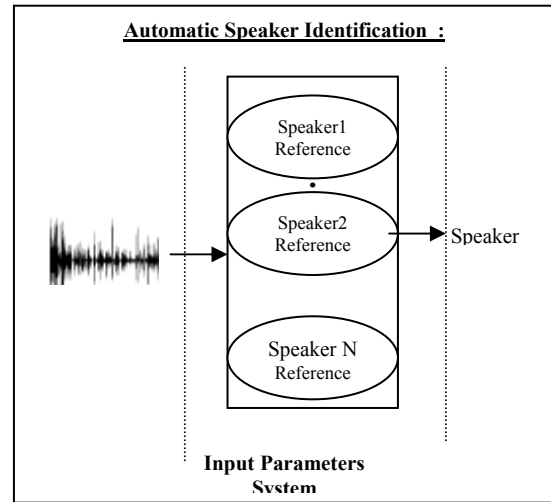 Automatic Speaker Identification :
Speaker1
Reference
Speaker2
Reference
Speaker
Speaker N
Reference
Input Parameters
System